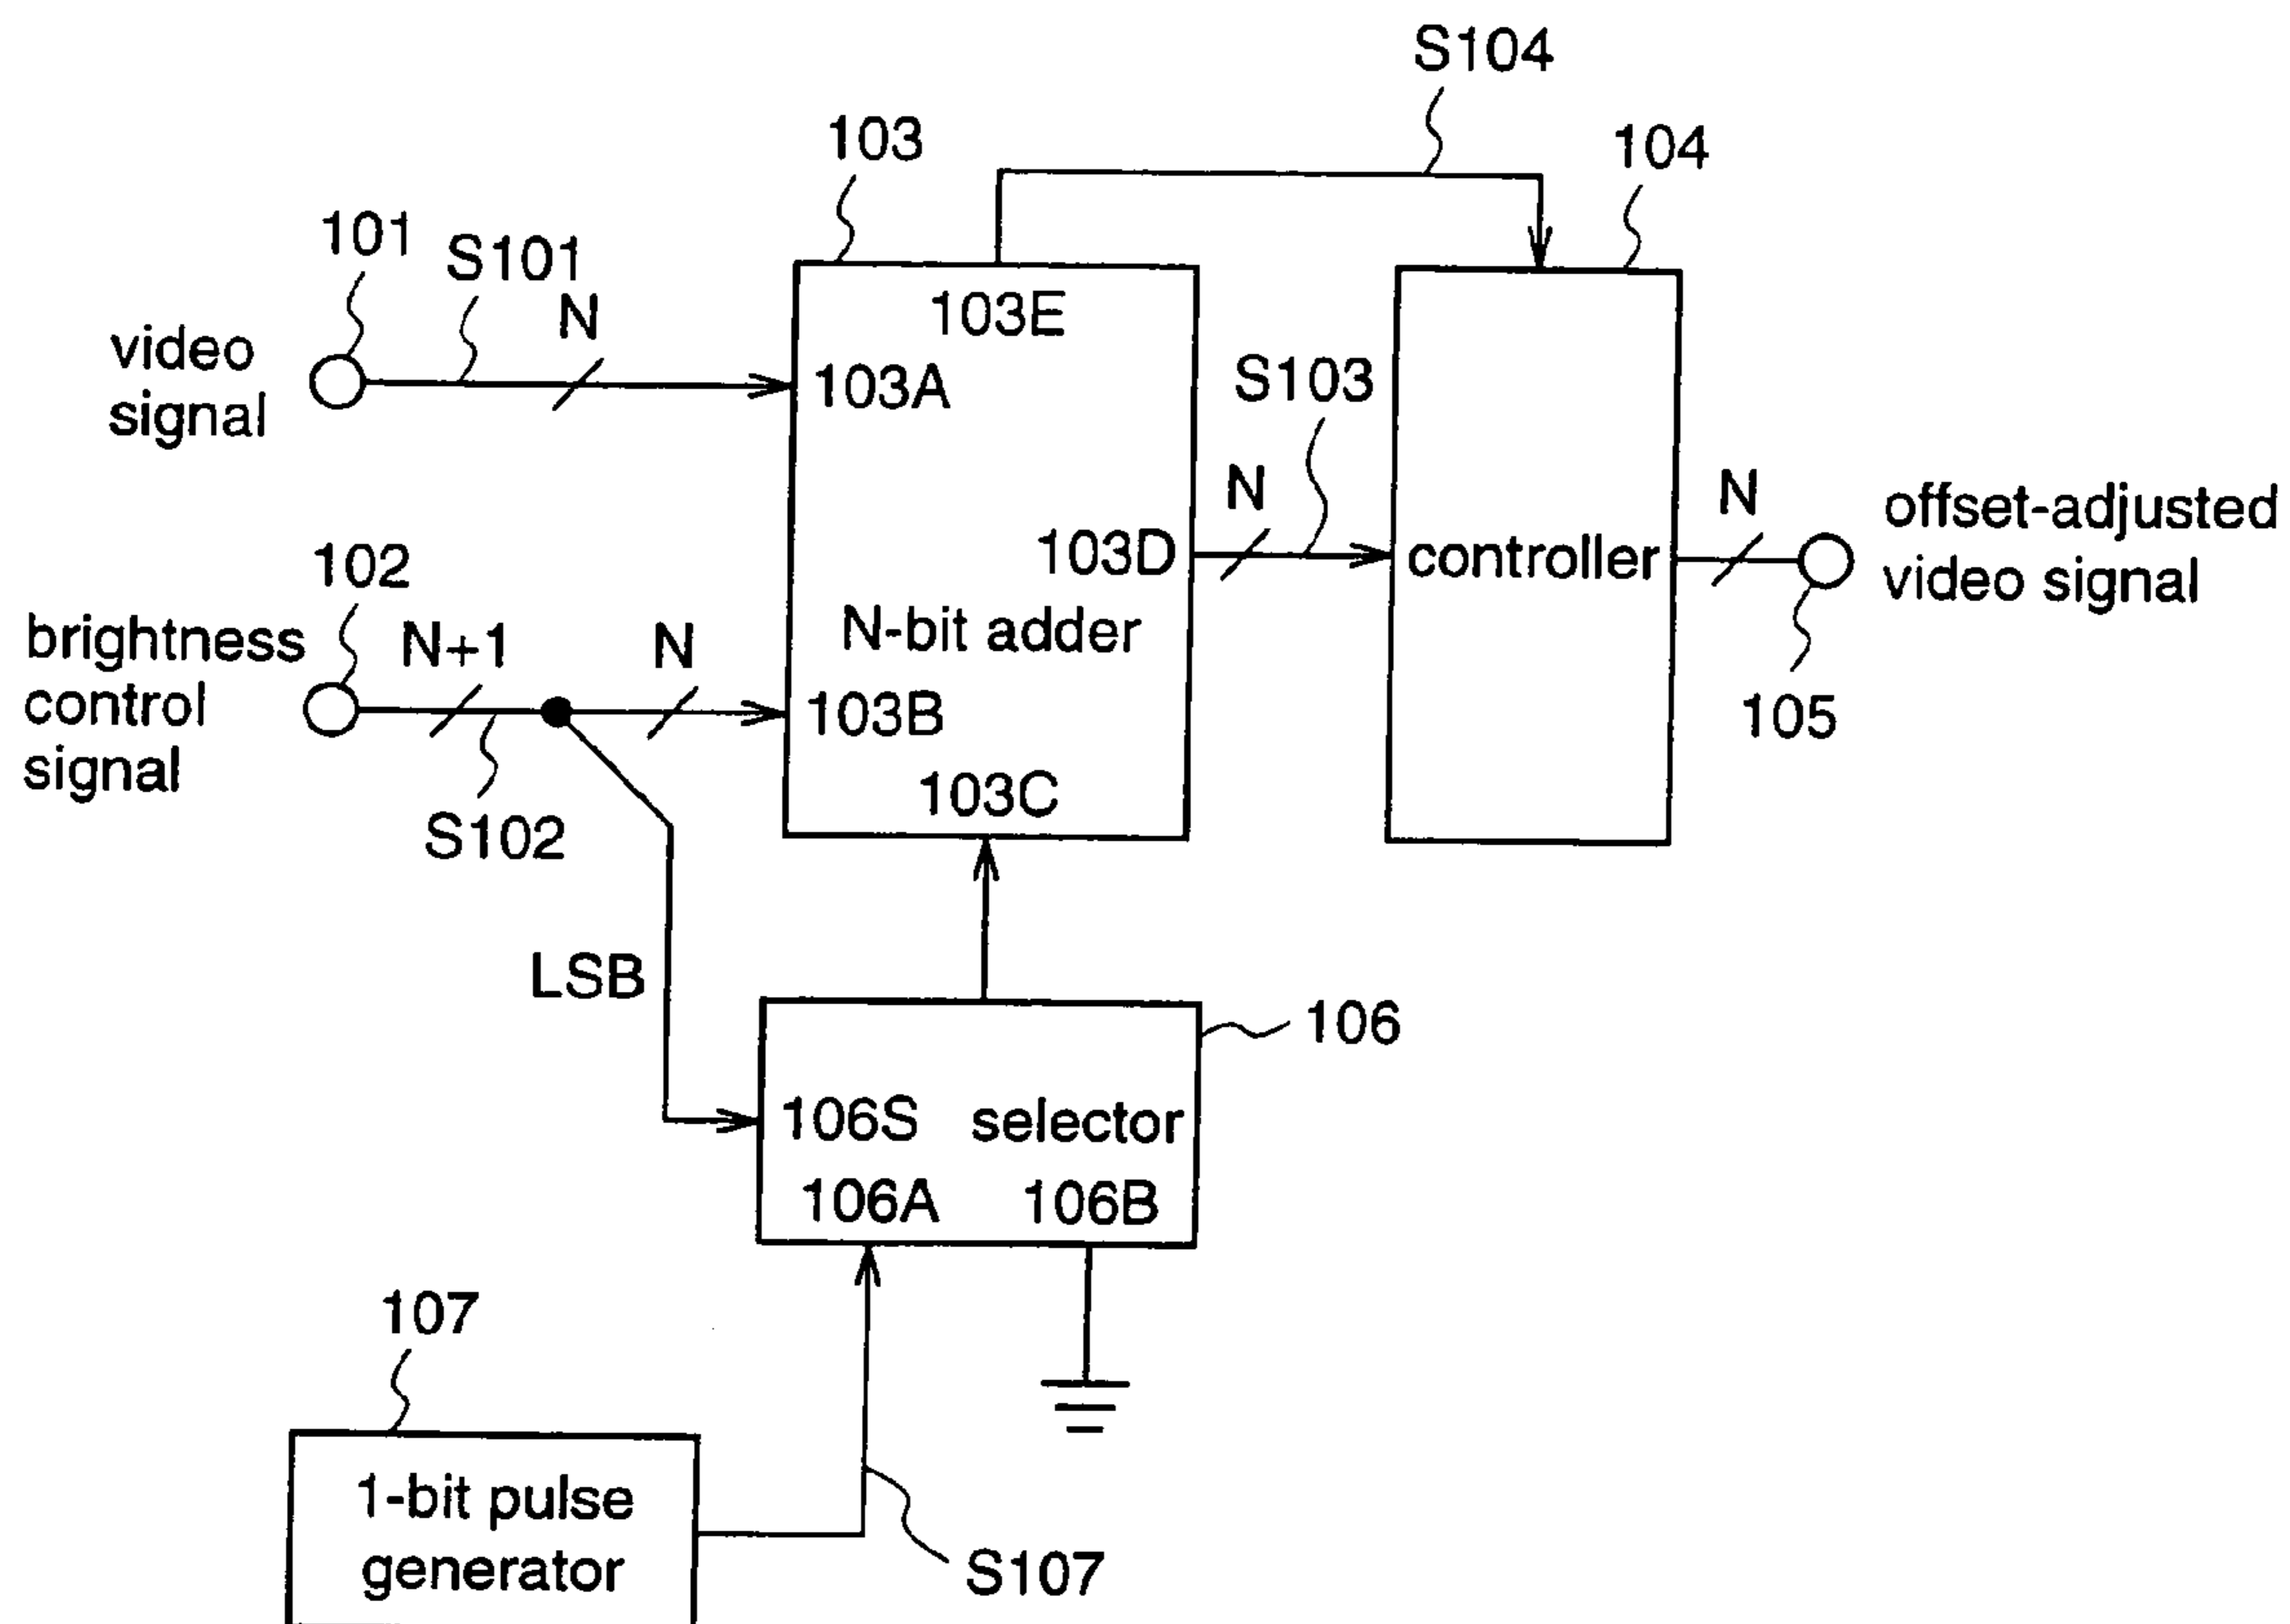 S104
103
104
101
S101
N
video
signal
103E
103A
S103
N
N
offset-adjusted
video signal
103D
controller
102
brightness
control
signal
N+1
N
N-bit adder
103B
105
103C
S102
LSB
106
106S
selector
106A
106B
107
1-bit pulse
generator
S107